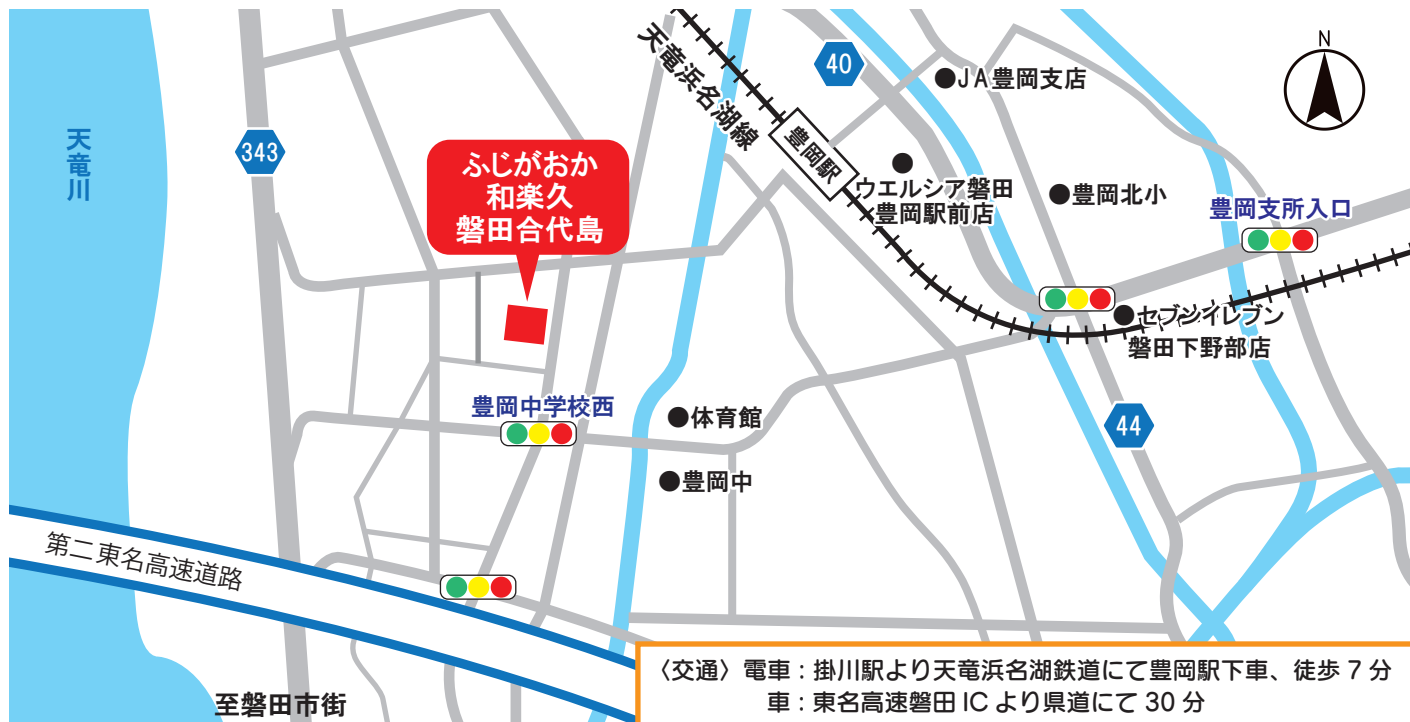 N
天竜浜名湖線
40
JA豊岡支店
天竜川
343
ふじがおか
和楽久
磐田合代島
豊岡駅
ウエルシア磐田
豊岡駅前店
豊岡北小
豊岡支所入口
セブンイレブン
磐田下野部店
豊岡中学校西
体育館
44
豊岡中
第二東名高速道路
至磐田市街
〈交通〉電車：掛川駅より天竜浜名湖鉄道にて豊岡駅下車、徒歩 7 分
車：東名高速磐田 IC より県道にて 30 分